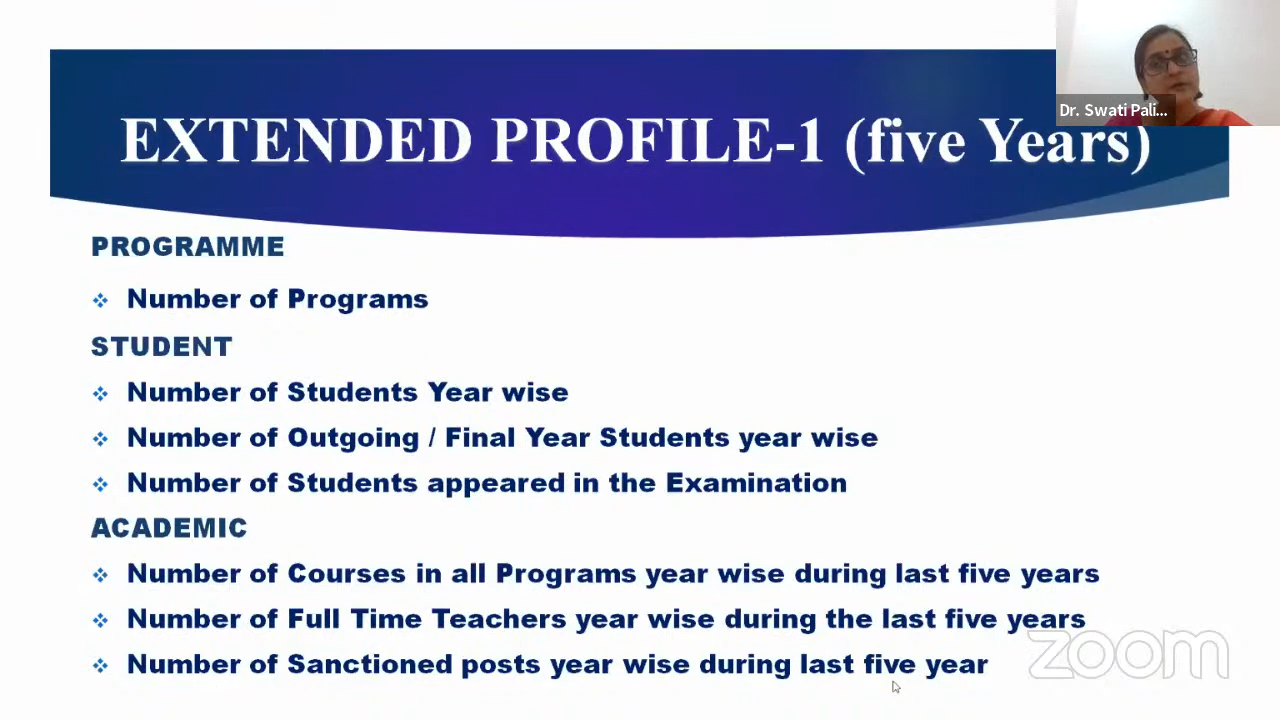 EXTENDED PROFILE-1 (five Years)
Dr. Swati Pali...
PROGRAMME
Number of Programs
STUDENT
Number of Students Year wise
Number of Outgoing / Final Year Students year wise
Number of Students appeared in the Examination
ACADEMIC
Number of Courses in all Programs year wise during last five years
Number of Full Time Teachers year wise during the last five years
Number of Sanctioned posts year wise during last five year
zoom